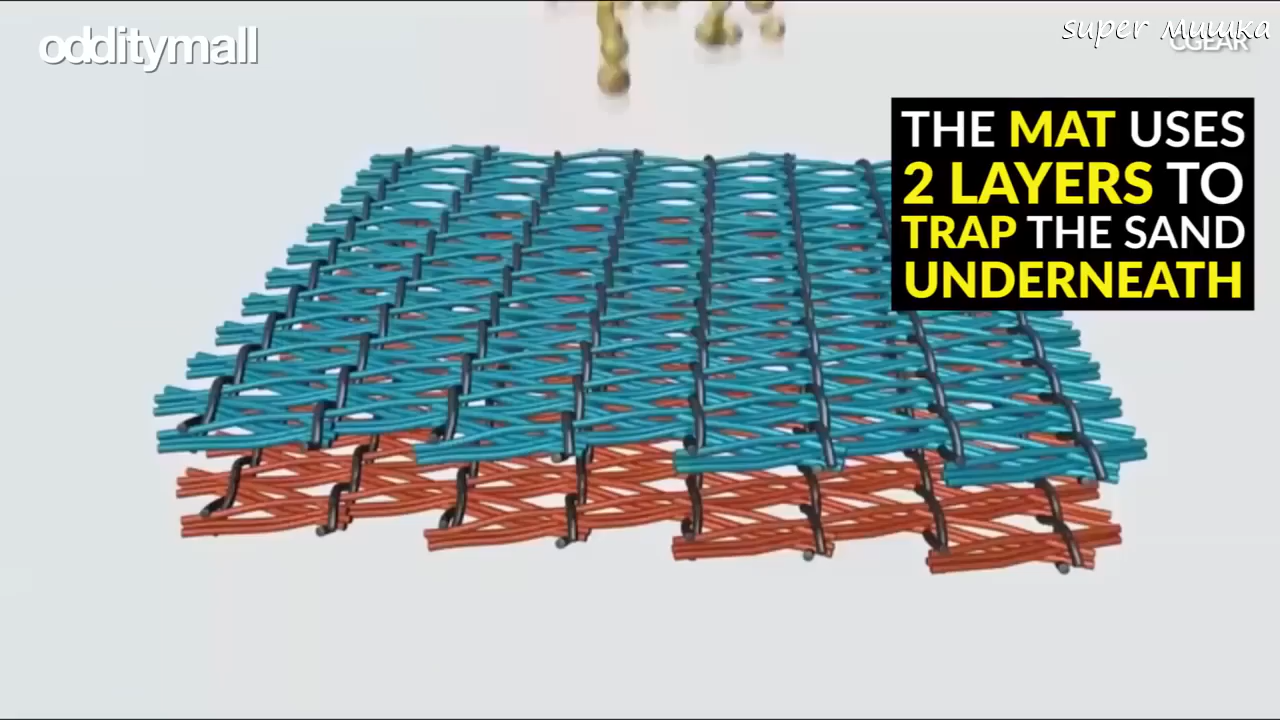 odditymall
super мишка
CGEAR
THE MAT USES
2 LAYERS TO
TRAP THE SAND
UNDERNEATH